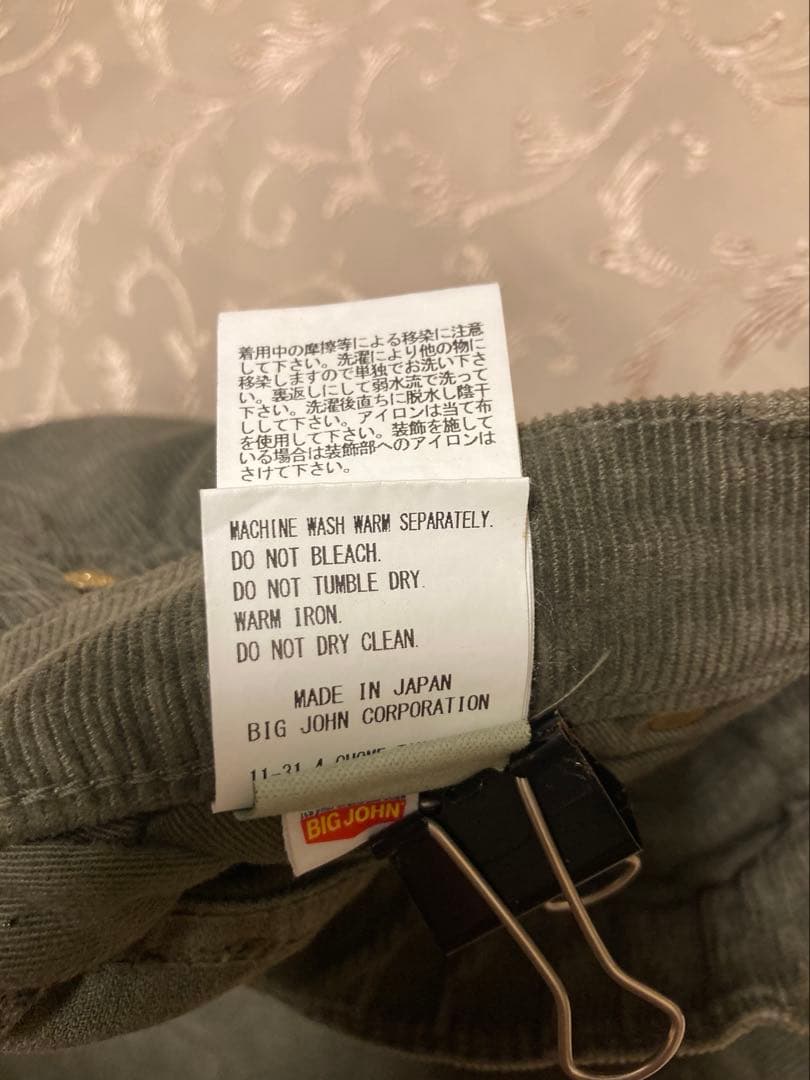 着用中の摩擦等による移染に注意
して下さい。洗濯により他の物に
移染しますので単独でお洗い下さ
い。裏返しにして弱水流で洗って
下さい。洗濯後直ちに脱水し陰干
しして下さい。アイロンは当て布
を使用して下さい。装飾を施して
いる場合は装飾部へのアイロンは
さけて下さい。
MACHINE WASH WARM SEPARATELY.
DO NOT BLEACH.
DO NOT TUMBLE DRY.
WARM IRON.
DO NOT DRY CLEAN.
MADE IN JAPAN
BIG JOHN CORPORATION
11-31,4
BIG JOHN